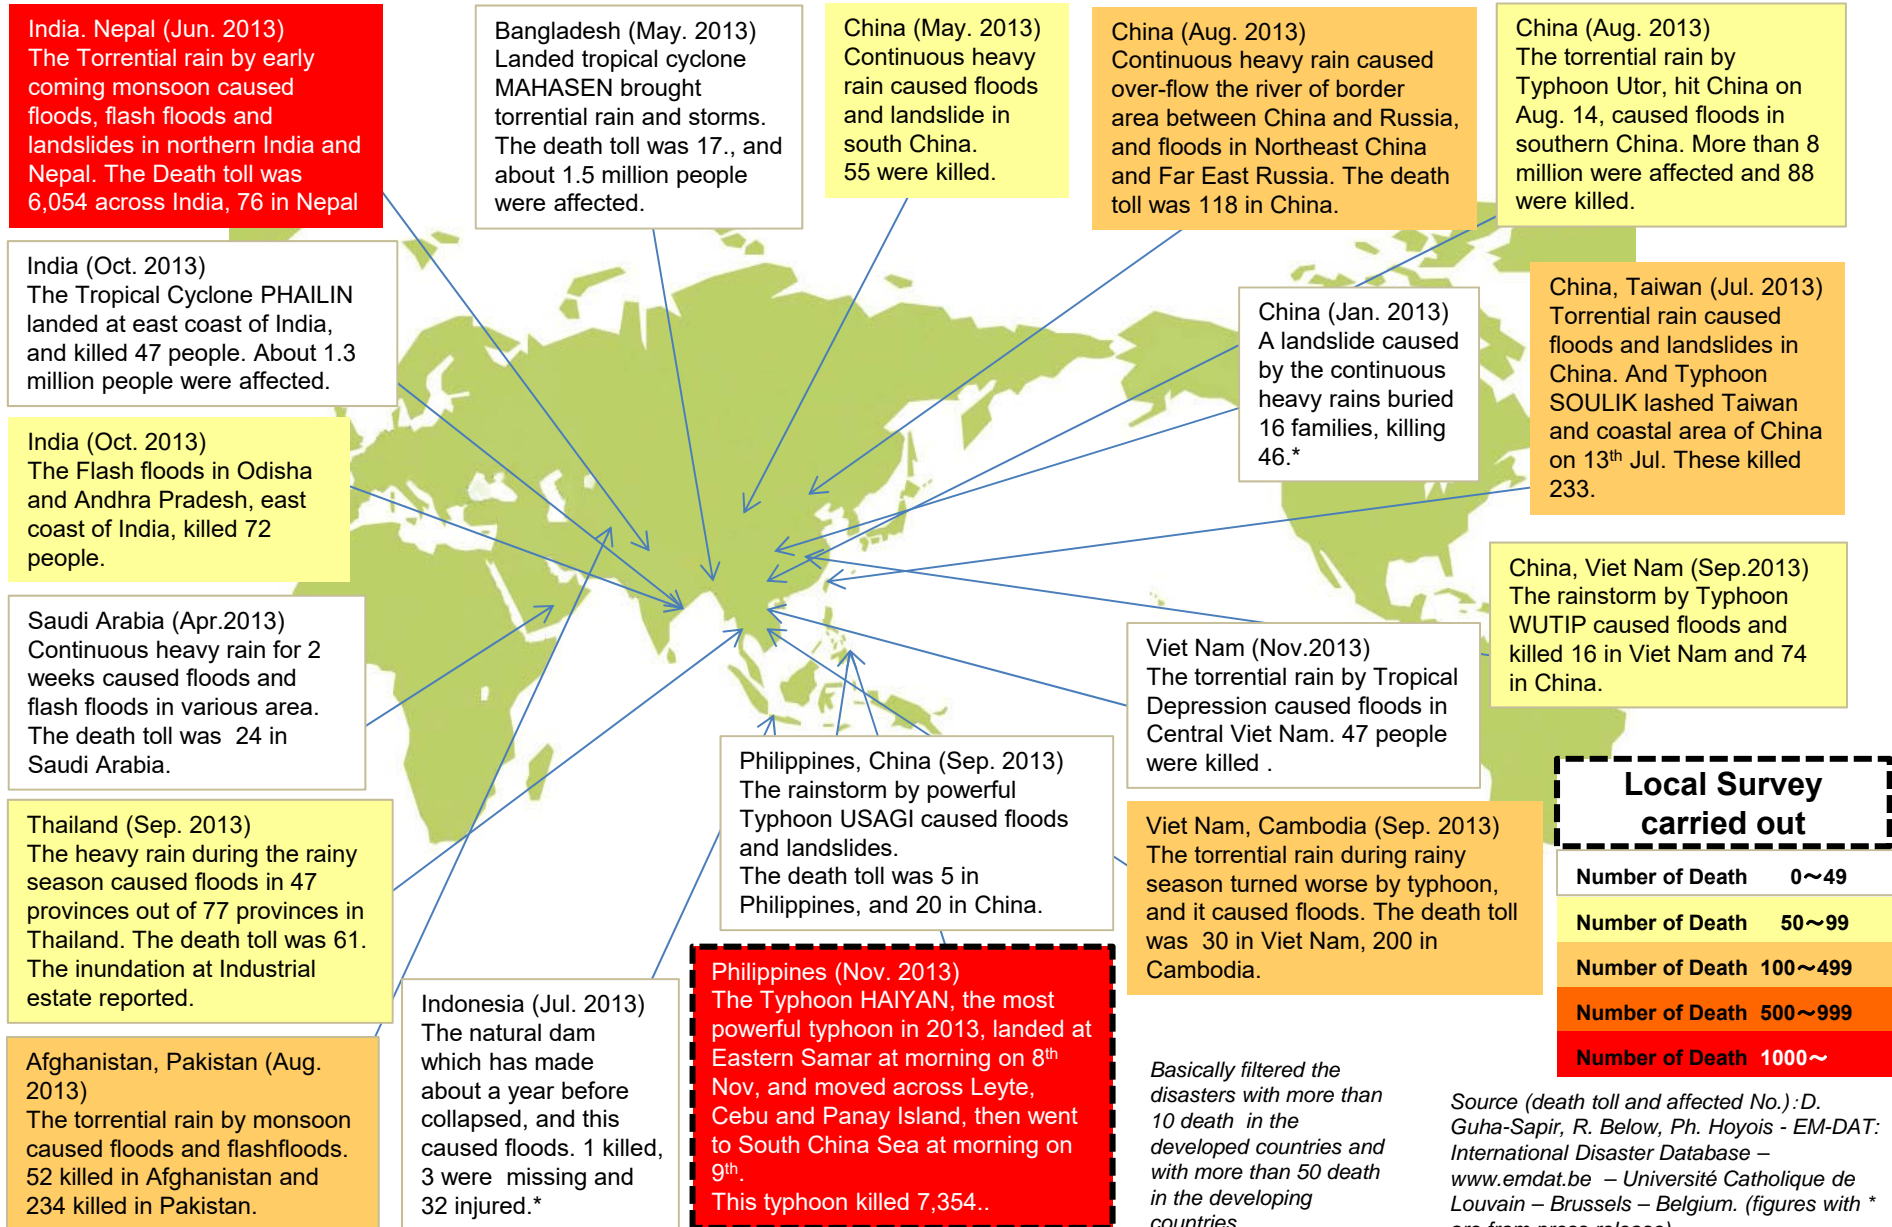 India. Nepal (Jun. 2013)
The Torrential rain by early
coming monsoon caused
floods, flash floods and
landslides in northern India and
Nepal. The Death toll was
6,054 across India, 76 in Nepal
Bangladesh (May. 2013)
Landed tropical cyclone
MAHASEN brought
torrential rain and storms.
The death toll was 17., and
about 1.5 million people
were affected.
China (May. 2013)
Continuous heavy
rain caused floods
and landslide in
south China.
55 were killed.
China (Aug. 2013)
Continuous heavy rain caused
over-flow the river of border
area between China and Russia,
and floods in Northeast China
and Far East Russia. The death
toll was 118 in China.
China (Aug. 2013)
The torrential rain by
Typhoon Utor, hit China on
Aug. 14, caused floods in
southern China. More than 8
million were affected and 88
were killed.
India (Oct. 2013)
The Tropical Cyclone PHAILIN
landed at east coast of India,
and killed 47 people. About 1.3
million people were affected.
China (Jan. 2013)
A landslide caused
by the continuous
heavy rains buried
16 families, killing
46.*
China, Taiwan (Jul. 2013)
Torrential rain caused
floods and landslides in
China. And Typhoon
SOULIK lashed Taiwan
and coastal area of China
on 13th Jul. These killed
233.
India (Oct. 2013)
The Flash floods in Odisha
and Andhra Pradesh, east
coast of India, killed 72
people.
China, Viet Nam (Sep.2013)
The rainstorm by Typhoon
WUTIP caused floods and
killed 16 in Viet Nam and 74
in China.
Saudi Arabia (Apr.2013)
Continuous heavy rain for 2
weeks caused floods and
flash floods in various area.
The death toll was 24 in
Saudi Arabia.
Viet Nam (Nov.2013)
The torrential rain by Tropical
Depression caused floods in
Central Viet Nam. 47 people
were killed .
Philippines, China (Sep. 2013)
The rainstorm by powerful
Typhoon USAGI caused floods
and landslides.
The death toll was 5 in
Philippines, and 20 in China.
Thailand (Sep. 2013)
The heavy rain during the rainy
season caused floods in 47
provinces out of 77 provinces in
Thailand. The death toll was 61.
The inundation at Industrial
estate reported.
Viet Nam, Cambodia (Sep. 2013)
The torrential rain during rainy
season turned worse by typhoon,
and it caused floods. The death toll
was 30 in Viet Nam, 200 in
Cambodia.
Local Survey
carried out
Number of Death 0～49
Number of Death 50～99
Number of Death 100～499
Number of Death 500～999
Number of Death 1000～
Afghanistan, Pakistan (Aug.
2013)
The torrential rain by monsoon
caused floods and flashfloods.
52 killed in Afghanistan and
234 killed in Pakistan.
Indonesia (Jul. 2013)
The natural dam
which has made
about a year before
collapsed, and this
caused floods. 1 killed,
3 were missing and
32 injured.*
Philippines (Nov. 2013)
The Typhoon HAIYAN, the most
powerful typhoon in 2013, landed at
Eastern Samar at morning on 8th
Nov, and moved across Leyte,
Cebu and Panay Island, then went
to South China Sea at morning on
9th.
This typhoon killed 7,354..
Basically filtered the
disasters with more than
10 death in the
developed countries and
with more than 50 death
in the developing
countries
Source (death toll and affected No.):D.
Guha-Sapir, R. Below, Ph. Hoyois - EM-DAT:
International Disaster Database –
www.emdat.be – Université Catholique de
Louvain – Brussels – Belgium. (figures with *
are from press release)